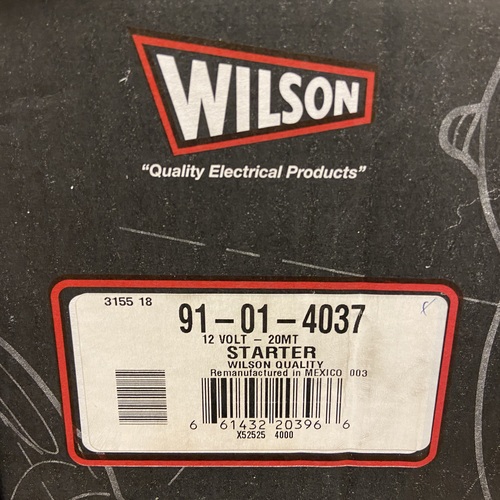 WILSON
“Quality Electrical Products”
3155 18
91-01-4037
12 VOLT - 20MT
STARTER
WILSON QUALITY
Remanufactured in MEXICO 003
6 61432 20396 6
X52525 4000